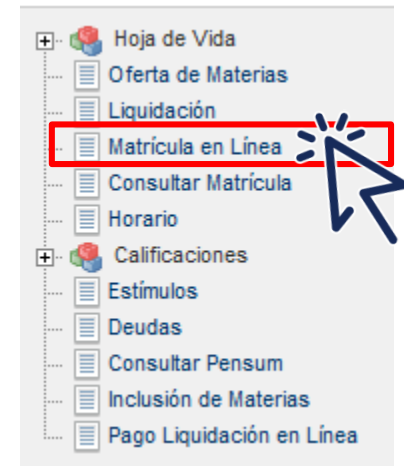 Hoja de Vida
Oferta de Materias
Liquidación
Matrícula en Línea
Consultar Matrícula
Horario
Calificaciones
Estímulos
Deudas
Consultar Pensum
Inclusión de Materias
Pago Liquidación en Línea